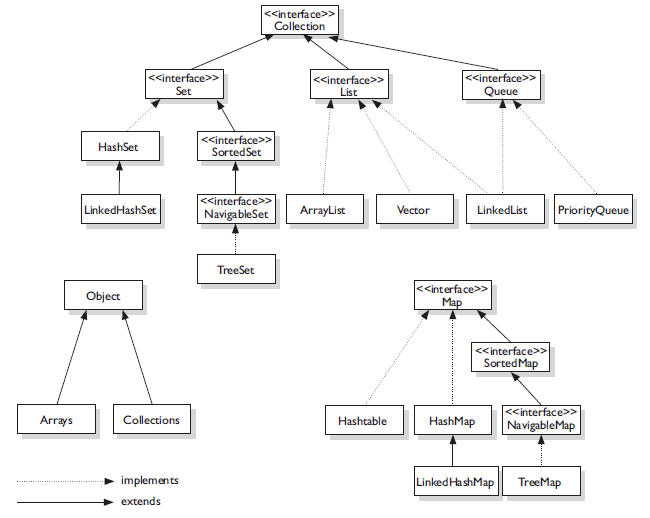 <<interface>>
Collection
<<interface>>
Set
<<interface>>
List
<<interface>>
Queue
HashSet
<<interface>>
SortedSet
LinkedHashSet
<<interface>>
NavigableSet
ArrayList
Vector
LinkedList
PriorityQueue
TreeSet
Object
<<interface>>
Map
<<interface>>
SortedMap
Arrays
Collections
Hashtable
HashMap
<<interface>>
NavigableMap
LinkedHashMap
TreeMap
implements
extends